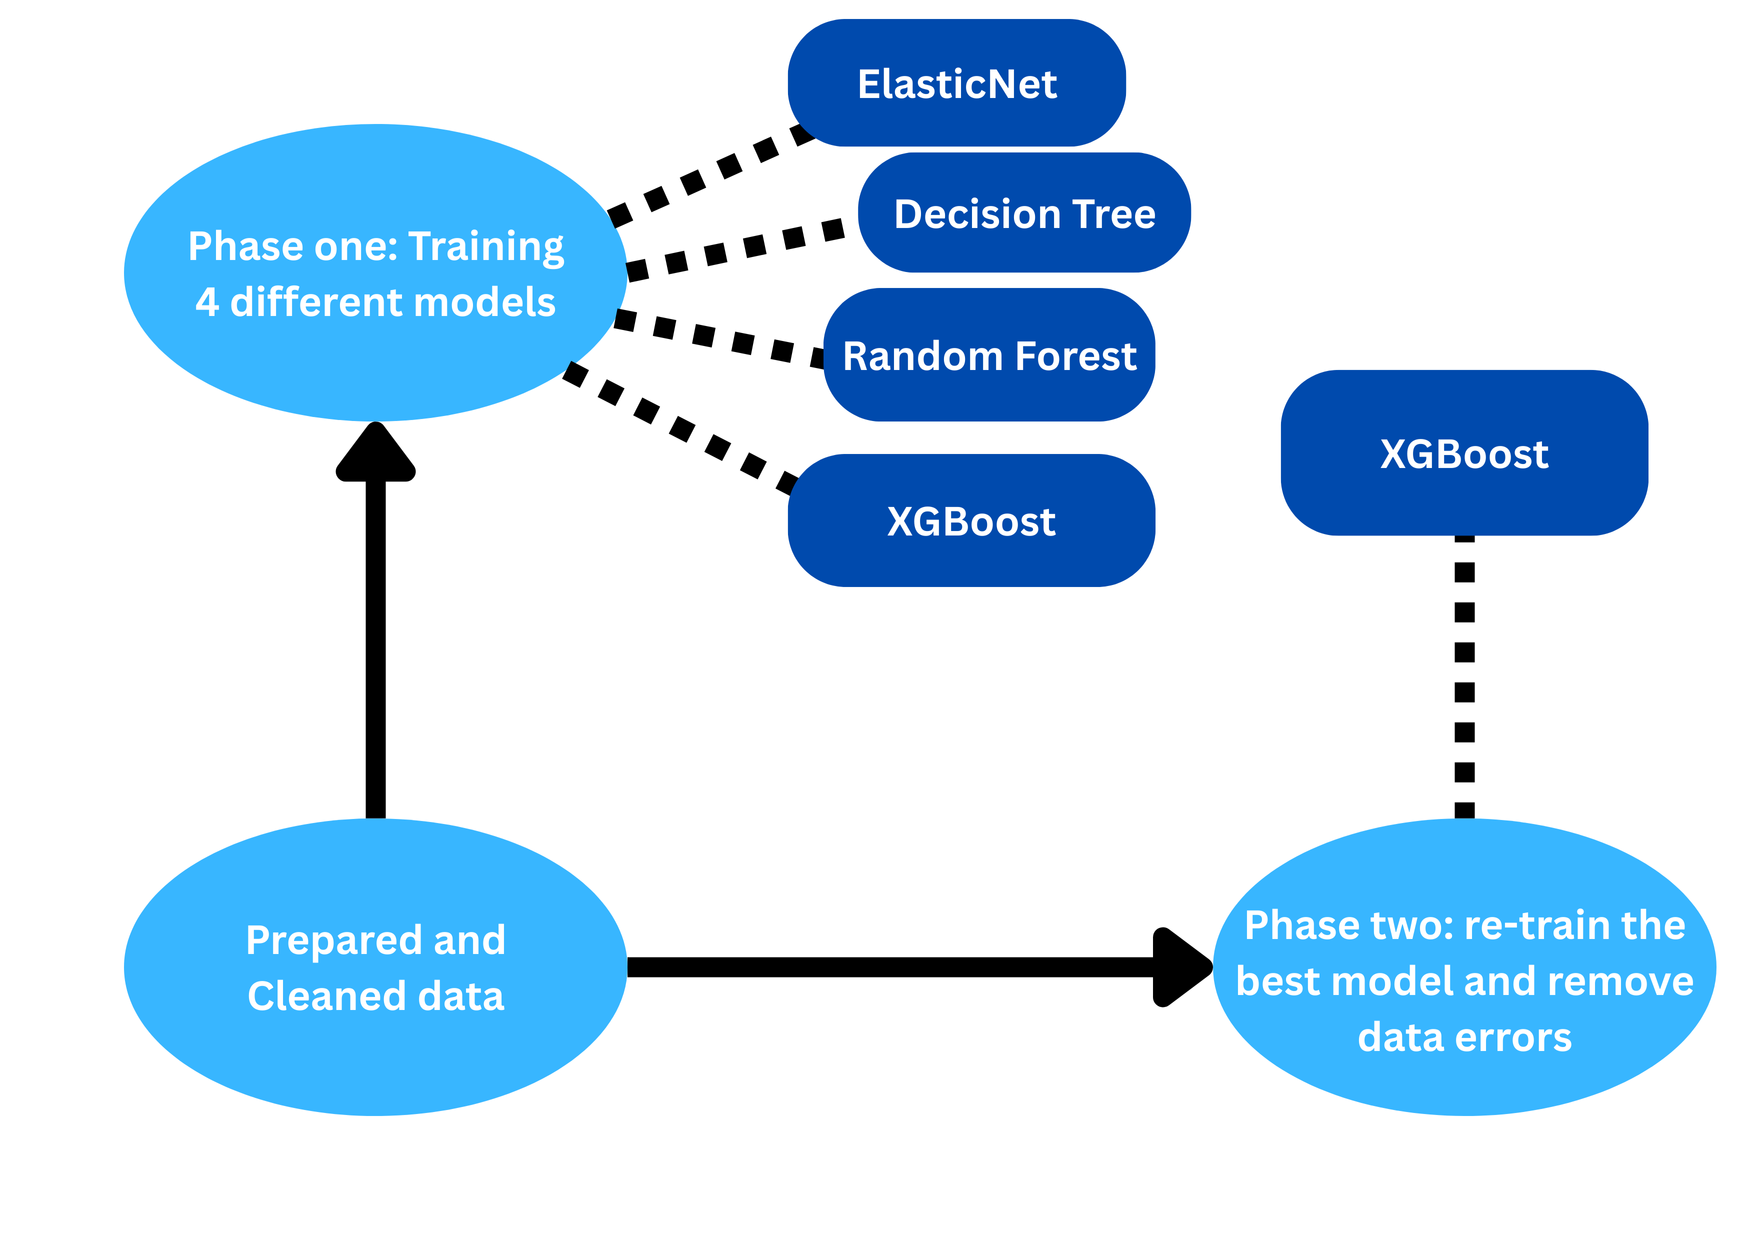 ElasticNet
Decision Tree
Phase one: Training
4 different models
Random Forest
XGBoost
XGBoost
Prepared and
Cleaned data
Phase two: re-train the
best model and remove
data errors